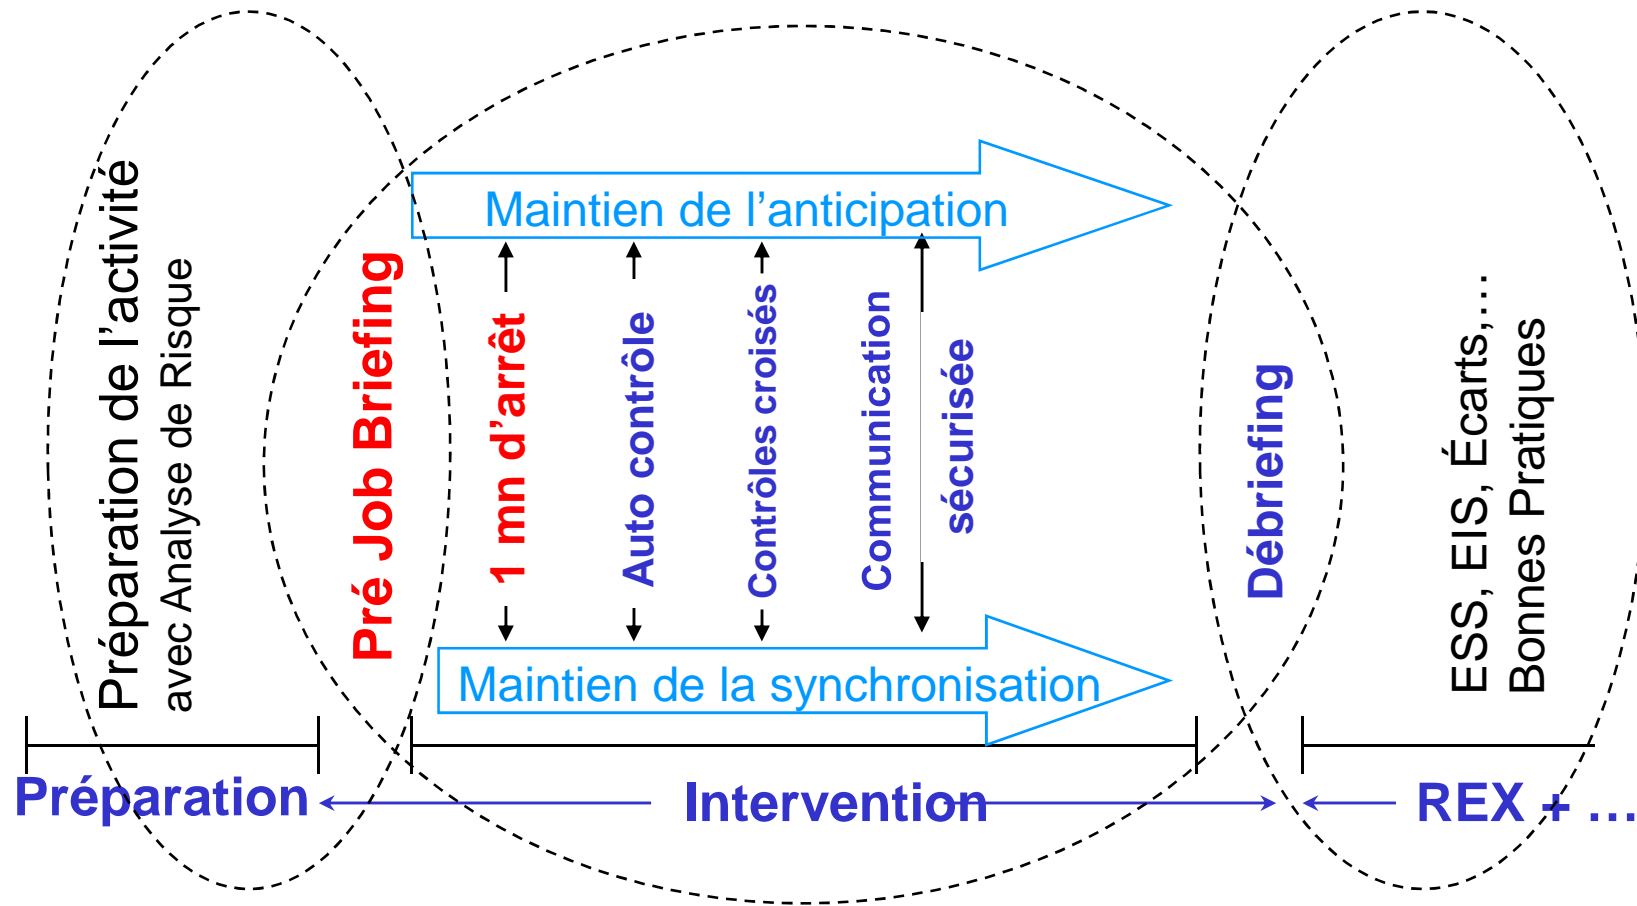 Préparation de l’activité
avec Analyse de Risque
Pré Job Briefing
Maintien de l’anticipation
1 mn d’arrêt
Auto contrôle
Contrôles croisés
Communication
sécurisée
Maintien de la synchronisation
Débriefing
ESS, EIS, Écarts,…
Bonnes Pratiques
Préparation
Intervention
REX + …